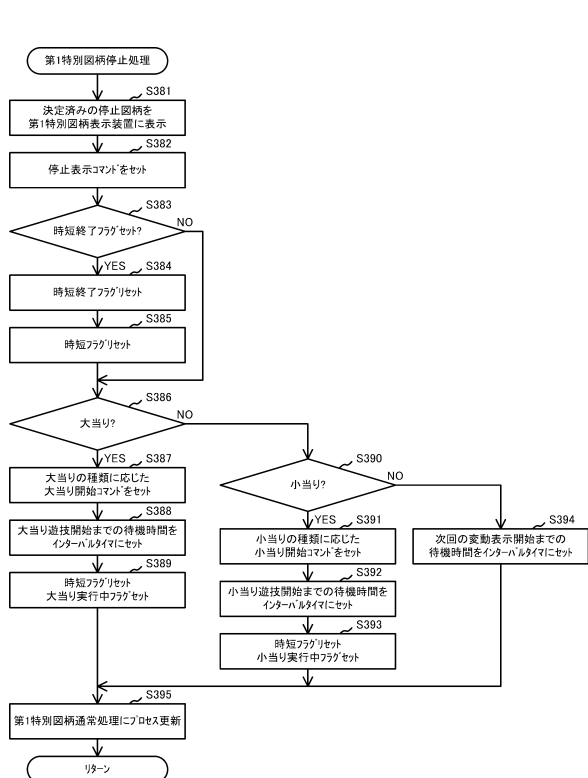 第1特別図柄停止処理
S381
決定済みの停止図柄を
第1特別図柄表示装置に表示
S382
停止表示コマンドをセット
S383
時短終了フラグセット?
NO
YES
S384
時短終了フラグリセット
S385
時短フラグリセット
S386
大当り?
NO
YES
S387
大当りの種類に応じた
大当り開始コマンドをセット
S388
大当り遊技開始までの待機時間を
インターバルタイマにセット
S389
時短フラグリセット
大当り実行中フラグセット
S390
小当り?
NO
YES
S391
小当りの種類に応じた
小当り開始コマンドをセット
S392
小当り遊技開始までの待機時間を
インターバルタイマにセット
S393
時短フラグリセット
小当り実行中フラグセット
S394
次回の変動表示開始までの
待機時間をインターバルタイマにセット
S395
第1特別図柄通常処理にプロセス更新
リターン